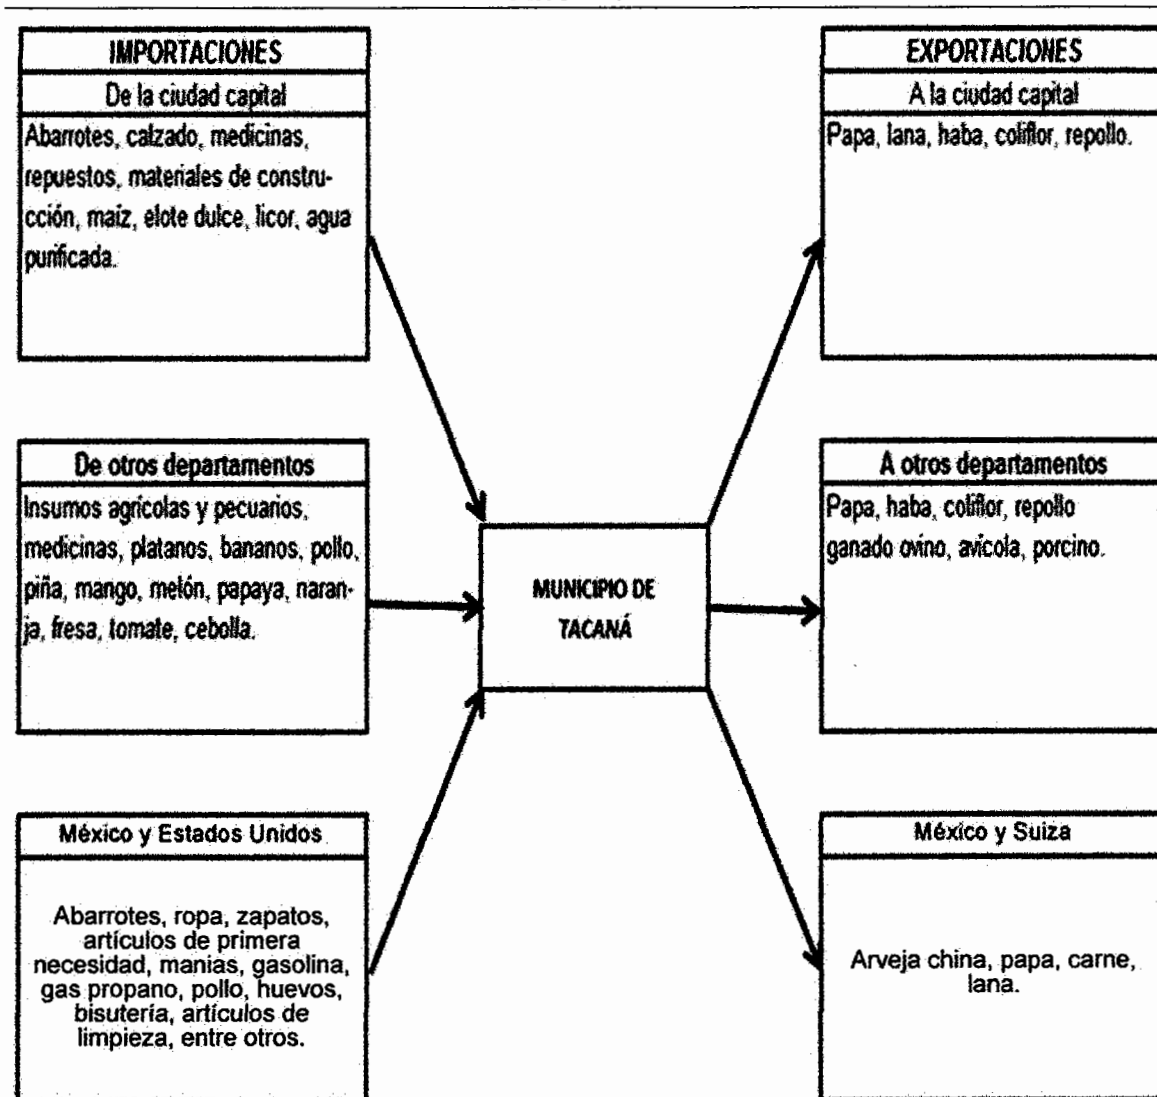 IMPORTACIONES
De la ciudad capital
Abarrotes, calzado, medicinas,
repuestos, materiales de constru-
cción, maíz, elote dulce, licor, agua
purificada.
De otros departamentos
Insumos agrícolas y pecuarios,
medicinas, platanos, bananos, pollo,
piña, mango, melón, papaya, naran-
ja, fresa, tomate, cebolla.
México y Estados Unidos
Abarrotes, ropa, zapatos,
artículos de primera
necesidad, manias, gasolina,
gas propano, pollo, huevos,
bisutería, artículos de
limpieza, entre otros.
MUNICIPIO DE
TACANÁ
EXPORTACIONES
A la ciudad capital
Papa, lana, haba, coliflor, repollo.
A otros departamentos
Papa, haba, coliflor, repollo
ganado ovino, avícola, porcino.
México y Suiza
Arveja china, papa, carne,
lana.